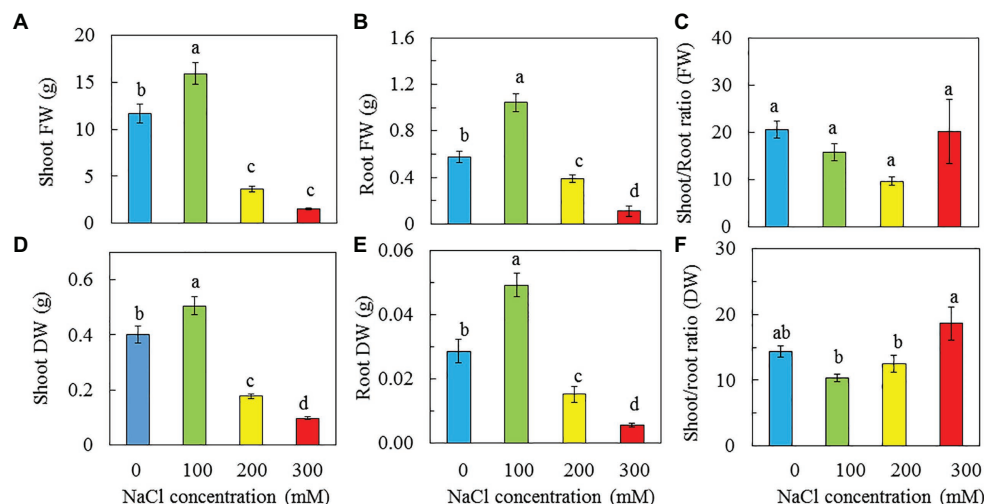 A
Shoot FW (g)
20
15
10
5
0
b
a
c
c
B
Root FW (g)
1.6
1.2
0.8
0.4
0
b
a
c
d
C
Shoot/Root ratio (FW)
40
30
20
10
0
a
a
a
a
D
Shoot DW (g)
0.6
0.4
0.2
0
b
a
c
d
0 100 200 300
NaCl concentration (mM)
E
Root DW (g)
0.06
0.04
0.02
0.00
b
a
c
d
0 100 200 300
NaCl concentration (mM)
F
Shoot/root ratio (DW)
30
20
10
0
ab
b
b
a
0 100 200 300
NaCl concentration (mM)